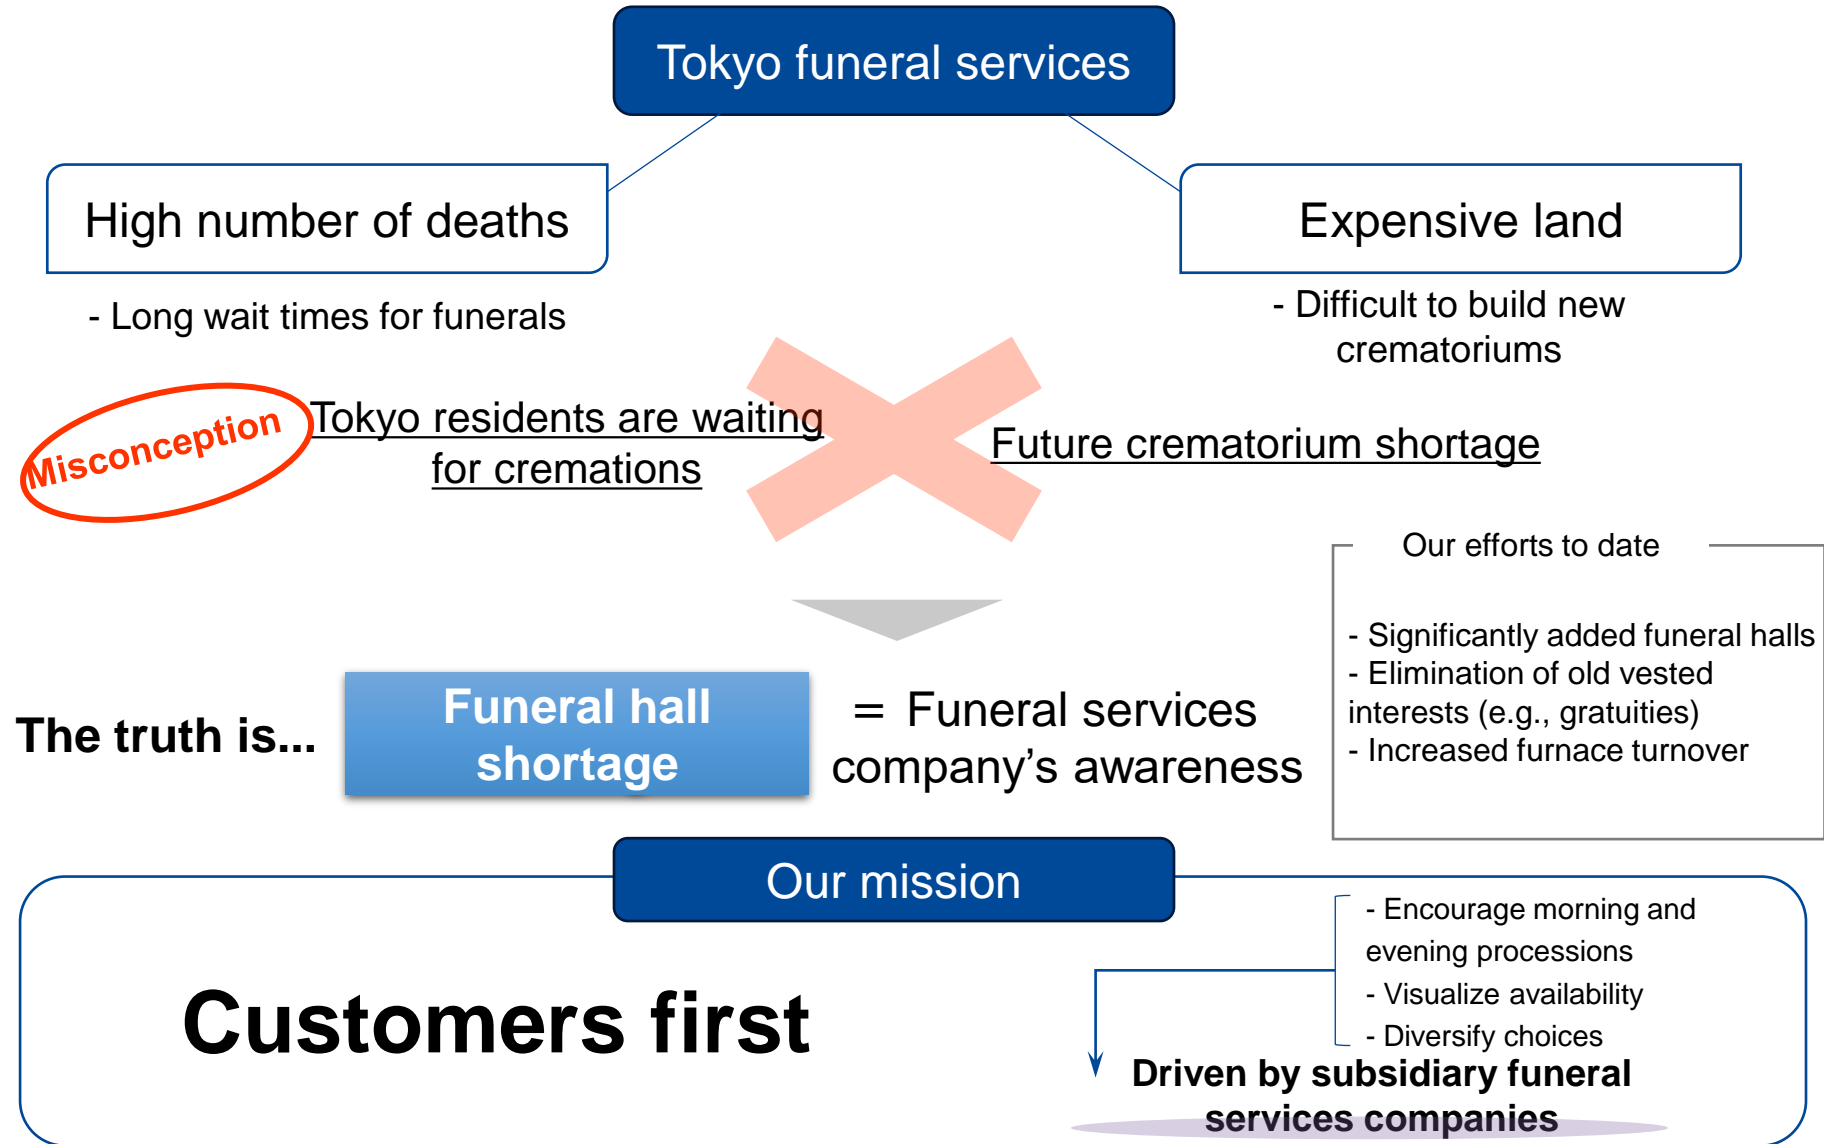 Tokyo funeral services
High number of deaths
Expensive land
- Long wait times for funerals
- Difficult to build new
crematoriums
Misconception
Tokyo residents are waiting
for cremations
Future crematorium shortage
Our efforts to date
- Significantly added funeral halls
- Elimination of old vested
interests (e.g., gratuities)
- Increased furnace turnover
The truth is...
Funeral hall
shortage
= Funeral services
company’s awareness
Our mission
Customers first
- Encourage morning and
evening processions
- Visualize availability
- Diversify choices
Driven by subsidiary funeral
services companies